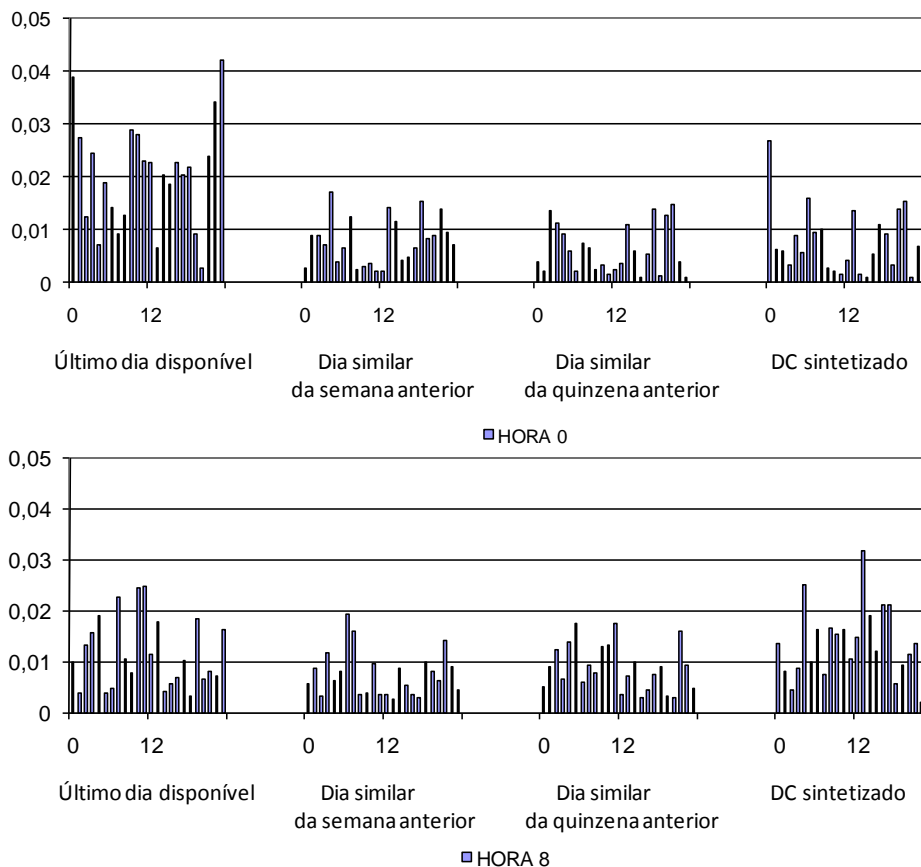 0,05
0,04
0,03
0,02
0,01
0
0 12 0 12 0 12 0 12
Último dia disponível Dia similar da semana anterior Dia similar da quinzena anterior DC sintetizado
HORA 0
0,05
0,04
0,03
0,02
0,01
0
0 12 0 12 0 12 0 12
Último dia disponível Dia similar da semana anterior Dia similar da quinzena anterior DC sintetizado
HORA 8